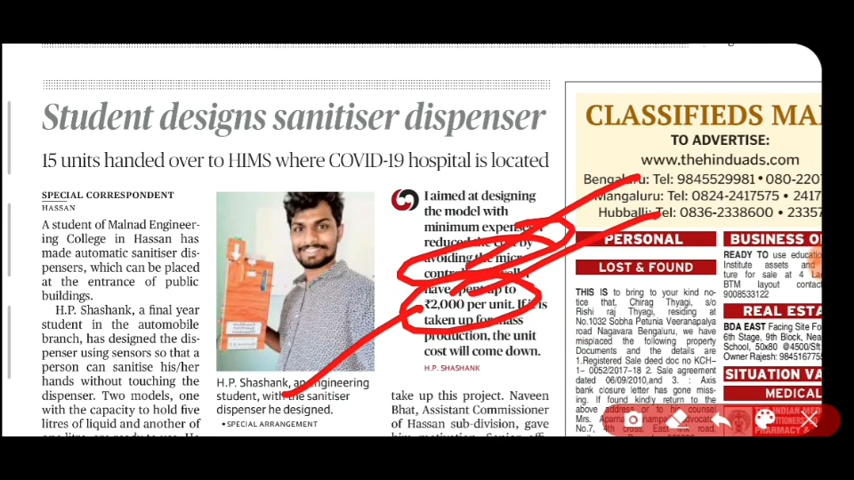 Student designs sanitiser dispenser
15 units handed over to HIMS where COVID-19 hospital is located
SPECIAL CORRESPONDENT
HASSAN
A student of Malnad Engineer-
ing College in Hassan has
made automatic sanitiser dis-
pensers, which can be placed
at the entrance of public
buildings.
H.P. Shashank, a final year
student in the automobile
branch, has designed the dis-
penser using sensors so that a
person can sanitise his/her
hands without touching the
dispenser. Two models, one
with the capacity to hold five
litres of liquid and another of
H.P. Shashank, an engineering
student, with the sanitiser
dispenser he designed.
• SPECIAL ARRANGEMENT
I aimed at designing
the model with
minimum expenses
reduced the cost by
avoiding the micro
have spent up to
₹2,000 per unit. If it is
taken up for mass
production, the unit
cost will come down.
H.P. SHASHANK
take up this project. Naveen
Bhat, Assistant Commissioner
of Hassan sub-division, gave
CLASSIFIEDS MA
TO ADVERTISE:
www.thehinduads.com
Bengaluru: Tel: 9845529981 • 080-220
Mangaluru: Tel: 0824-2417575 • 2417
Hubballi: Tel: 0836-2338600 • 2335
PERSONAL
LOST & FOUND
THIS IS to bring your kind no-
tice that, Chirag Thyagi, s/o
Rishi raj Thyagi, residing at
No.1032 Sobha Petunia Veeranapalya
road Nagavara Bengaluru, we have
misplaced the following property
Documents and the details are
1.Registered Sale deed doc no KCH–
1– 0052/2017–18 2. Sale agreement
dated 06/09/2010,and 3. : Axis
bank closure letter has gone miss-
ing. If found kindly return the
above address or to his counsel
BUSINESS O
READY TO use educatio
Institute assets and
ture for sale at 4 La
BTM layout contact
9008533122
REAL ESTA
BDA EAST Facing Site Fo
6th Stage, 9th Block, Nea
School, 50x80 @4500/Sft
Owner Rajesh: 984516775
SITUATION VA
MEDICAL